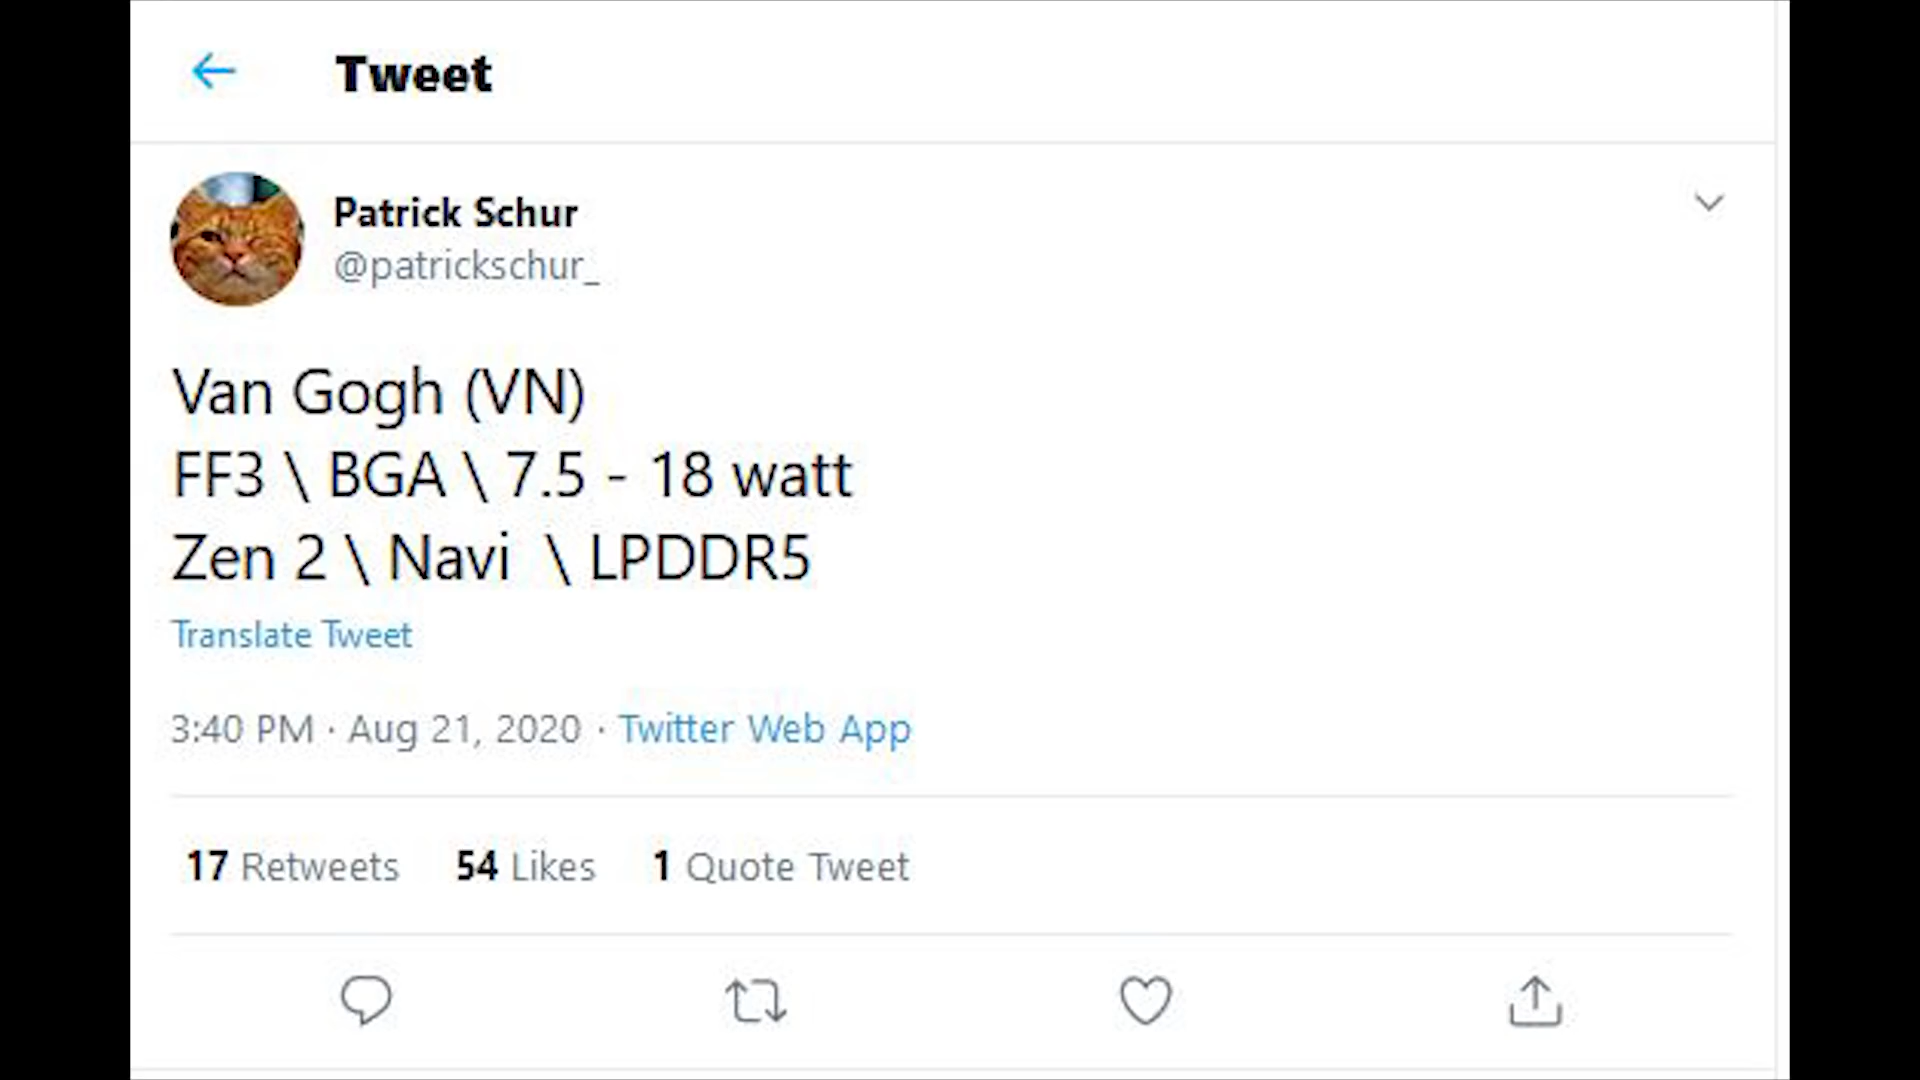 Tweet
Patrick Schur
@patrickschur_
Van Gogh (VN)
FF3 \ BGA \ 7.5 - 18 watt
Zen 2 \ Navi  \ LPDDR5
Translate Tweet
3:40 PM · Aug 21, 2020 · Twitter Web App
17 Retweets 54 Likes 1 Quote Tweet